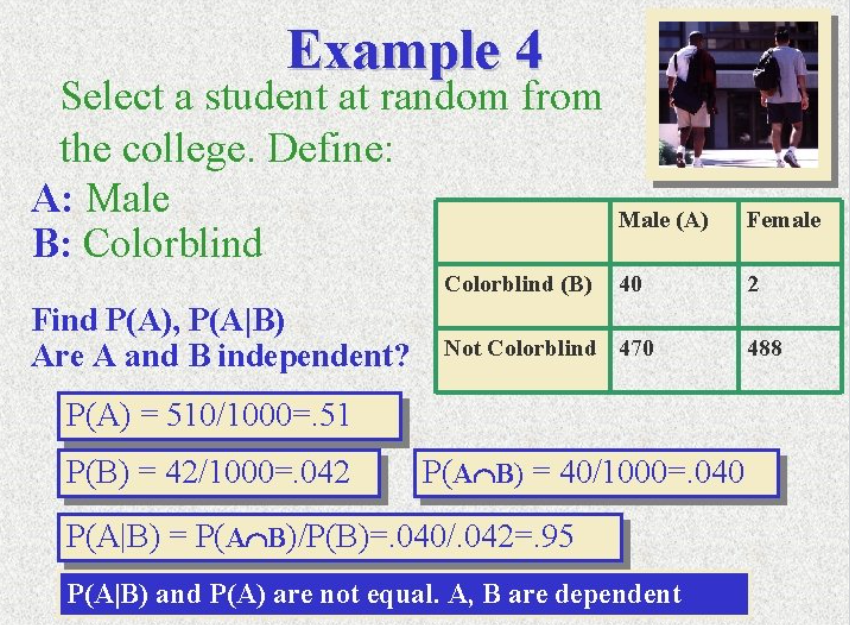 Example 4
Select a student at random from
the college. Define:
A: Male
B: Colorblind
Male (A) Female
Colorblind (B) 40 2
Not Colorblind 470 488
Find P(A), P(A|B)
Are A and B independent?
P(A) = 510/1000=.51
P(B) = 42/1000=.042
P(A∩B) = 40/1000=.040
P(A|B) = P(A∩B)/P(B)=.040/.042=.95
P(A|B) and P(A) are not equal. A, B are dependent